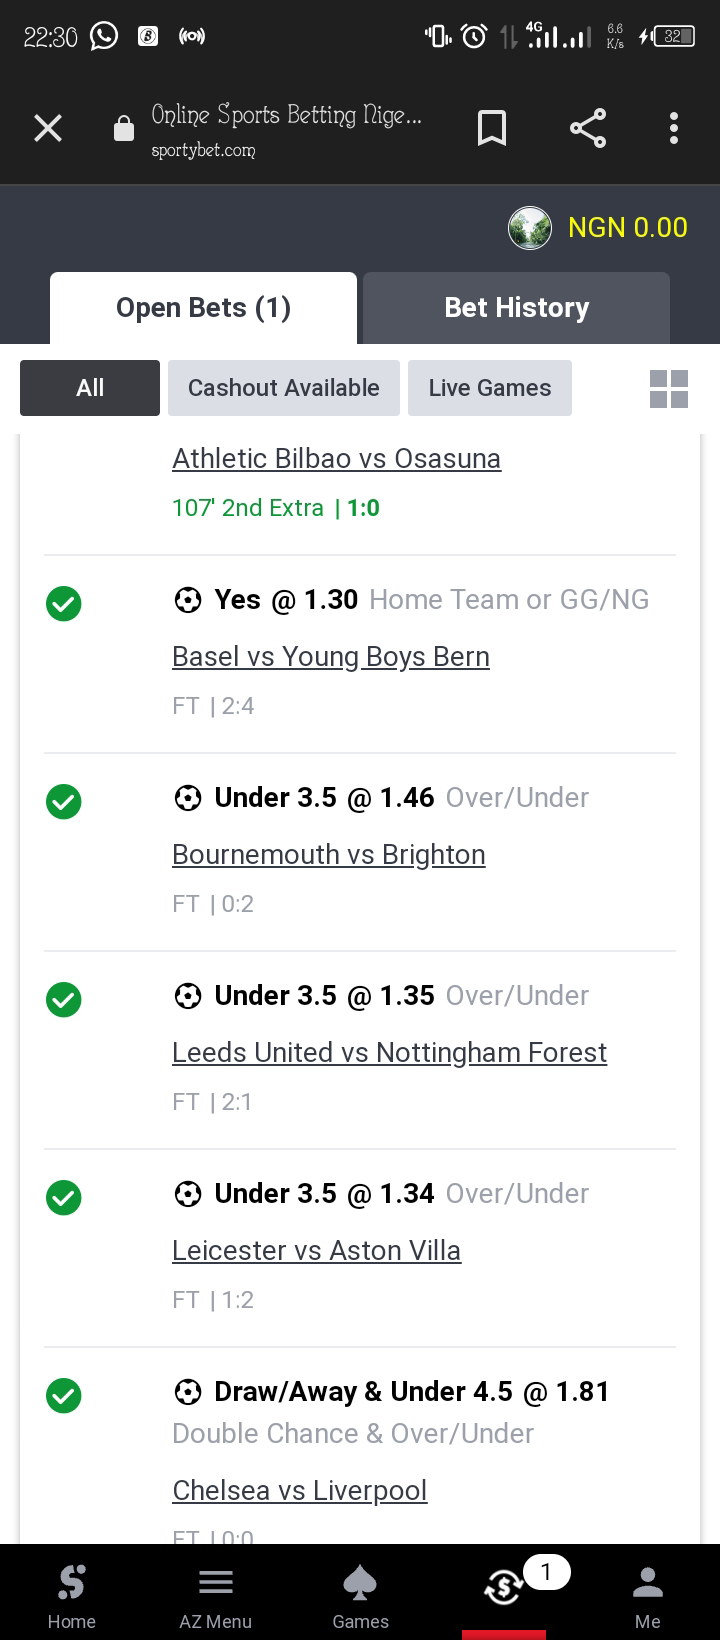 22:30
4G
6.6
K/s
32
Online Sports Betting Nige...
sportybet.com
NGN 0.00
Open Bets (1)
Bet History
All
Cashout Available
Live Games
Athletic Bilbao vs Osasuna
107' 2nd Extra | 1:0
Yes @ 1.30 Home Team or GG/NG
Basel vs Young Boys Bern
FT | 2:4
Under 3.5 @ 1.46 Over/Under
Bournemouth vs Brighton
FT | 0:2
Under 3.5 @ 1.35 Over/Under
Leeds United vs Nottingham Forest
FT | 2:1
Under 3.5 @ 1.34 Over/Under
Leicester vs Aston Villa
FT | 1:2
Draw/Away & Under 4.5 @ 1.81
Double Chance & Over/Under
Chelsea vs Liverpool
FT | 0:0
1
Home
AZ Menu
Games
Me